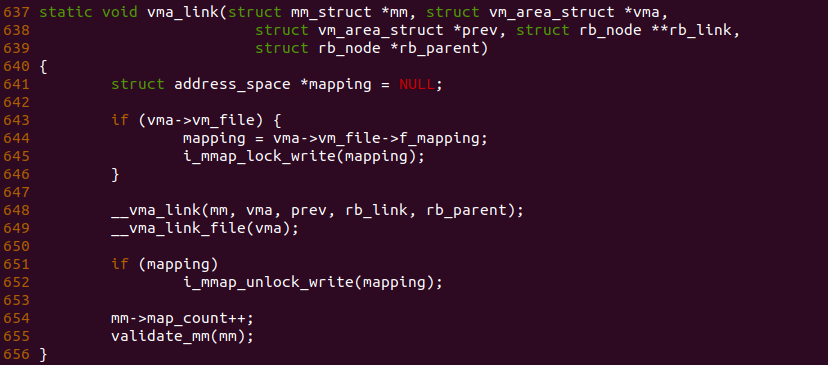 637 static void vma_link(struct mm_struct *mm, struct vm_area_struct *vma,
638                         struct vm_area_struct *prev, struct rb_node **rb_link,
639                         struct rb_node *rb_parent)
640 {
641         struct address_space *mapping = NULL;
642
643         if (vma->vm_file) {
644                 mapping = vma->vm_file->f_mapping;
645                 i_mmap_lock_write(mapping);
646         }
647
648         __vma_link(mm, vma, prev, rb_link, rb_parent);
649         __vma_link_file(vma);
650
651         if (mapping)
652                 i_mmap_unlock_write(mapping);
653
654         mm->map_count++;
655         validate_mm(mm);
656 }